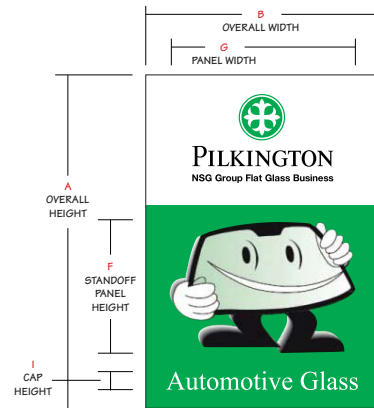 B
OVERALL WIDTH
G
PANEL WIDTH
PILKINGTON
NSG Group Flat Glass Business
A
OVERALL
HEIGHT
F
STANDOFF
PANEL
HEIGHT
I
CAP
HEIGHT
Automotive Glass